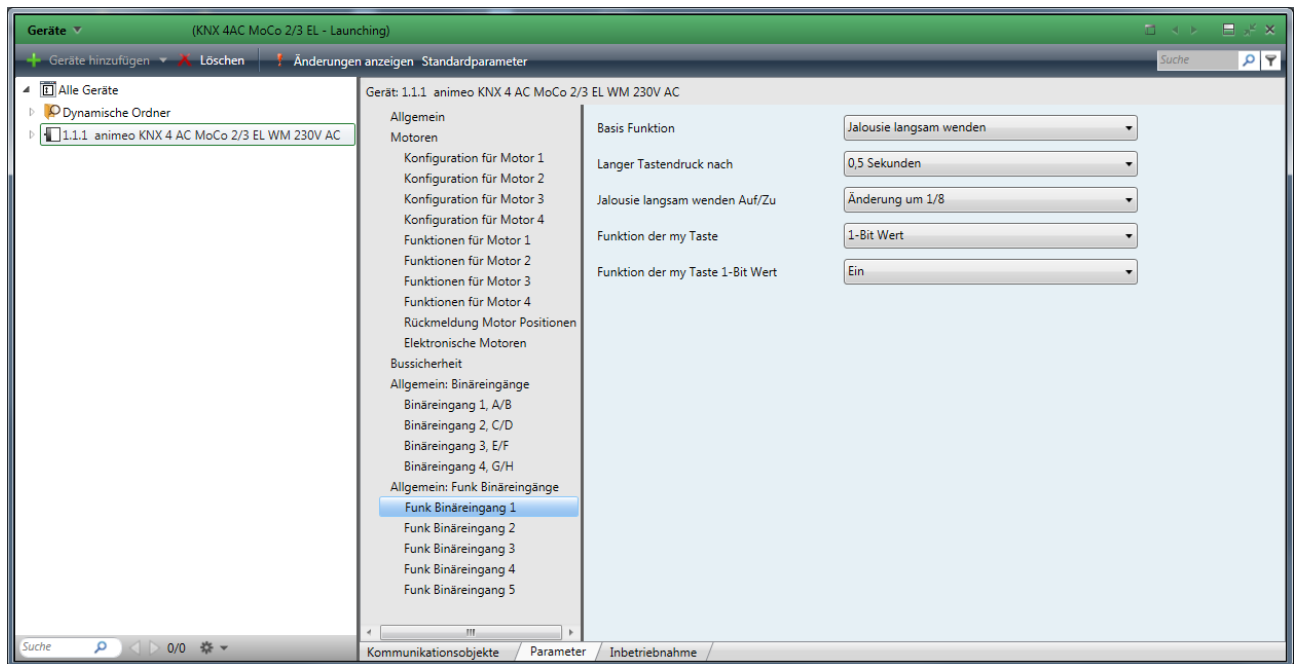 Geräte (KNX 4AC MoCo 2/3 EL - Launching)
Geräte hinzufügen Löschen Änderungen anzeigen Standardparameter Suche
Alle Geräte
Dynamische Ordner
1.1.1 animeo KNX 4 AC MoCo 2/3 EL WM 230V AC
Gerät: 1.1.1 animeo KNX 4 AC MoCo 2/3 EL WM 230V AC
Allgemein
Motoren
Konfiguration für Motor 1
Konfiguration für Motor 2
Konfiguration für Motor 3
Konfiguration für Motor 4
Funktionen für Motor 1
Funktionen für Motor 2
Funktionen für Motor 3
Funktionen für Motor 4
Rückmeldung Motor Positionen
Elektronische Motoren
Bussicherheit
Allgemein: Binäreingänge
Binäreingang 1, A/B
Binäreingang 2, C/D
Binäreingang 3, E/F
Binäreingang 4, G/H
Allgemein: Funk Binäreingänge
Funk Binäreingang 1
Funk Binäreingang 2
Funk Binäreingang 3
Funk Binäreingang 4
Funk Binäreingang 5
Basis Funktion Jalousie langsam wenden
Langer Tastendruck nach 0,5 Sekunden
Jalousie langsam wenden Auf/Zu Änderung um 1/8
Funktion der my Taste 1-Bit Wert
Funktion der my Taste 1-Bit Wert Ein
Suche 0/0
Kommunikationsobjekte Parameter Inbetriebnahme